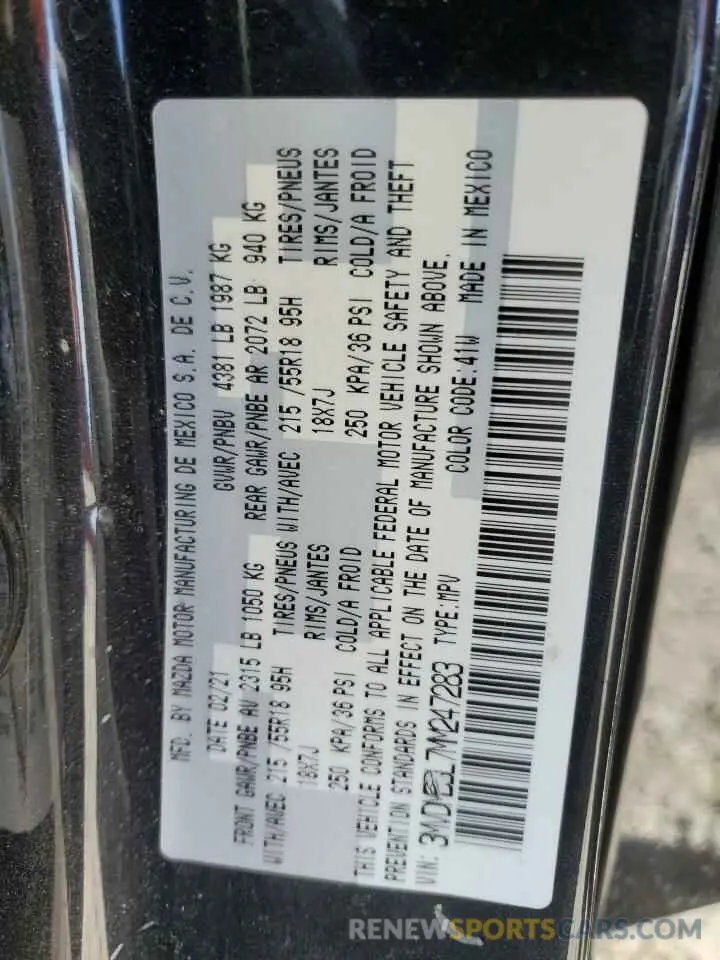 MFD. BY MAZDA MOTOR MANUFACTURING DE MEXICO S.A. DE C.V.
DATE 02/21 GVWR/PNBV 4381 LB 1987 KG
FRONT GAWR/PNBE AV 2315 LB 1050 KG REAR GAWR/PNBE AR 2072 LB 940 KG
WITH/AVEC 215 /55R18 95H TIRES/PNEUS WITH/AVEC 215 /55R18 95H TIRES/PNEUS
18X7J RIMS/JANTES 18X7J RIMS/JANTES
250 KPA/36 PSI COLD/A FROID 250 KPA/36 PSI COLD/A FROID
THIS VEHICLE CONFORMS TO ALL APPLICABLE FEDERAL MOTOR VEHICLE SAFETY AND THEFT
PREVENTION STANDARDS IN EFFECT ON THE DATE OF MANUFACTURE SHOWN ABOVE.
VIN: TYPE:MPV COLOR CODE:41W MADE IN MEXICO
RENEWSPORTSCARS.COM